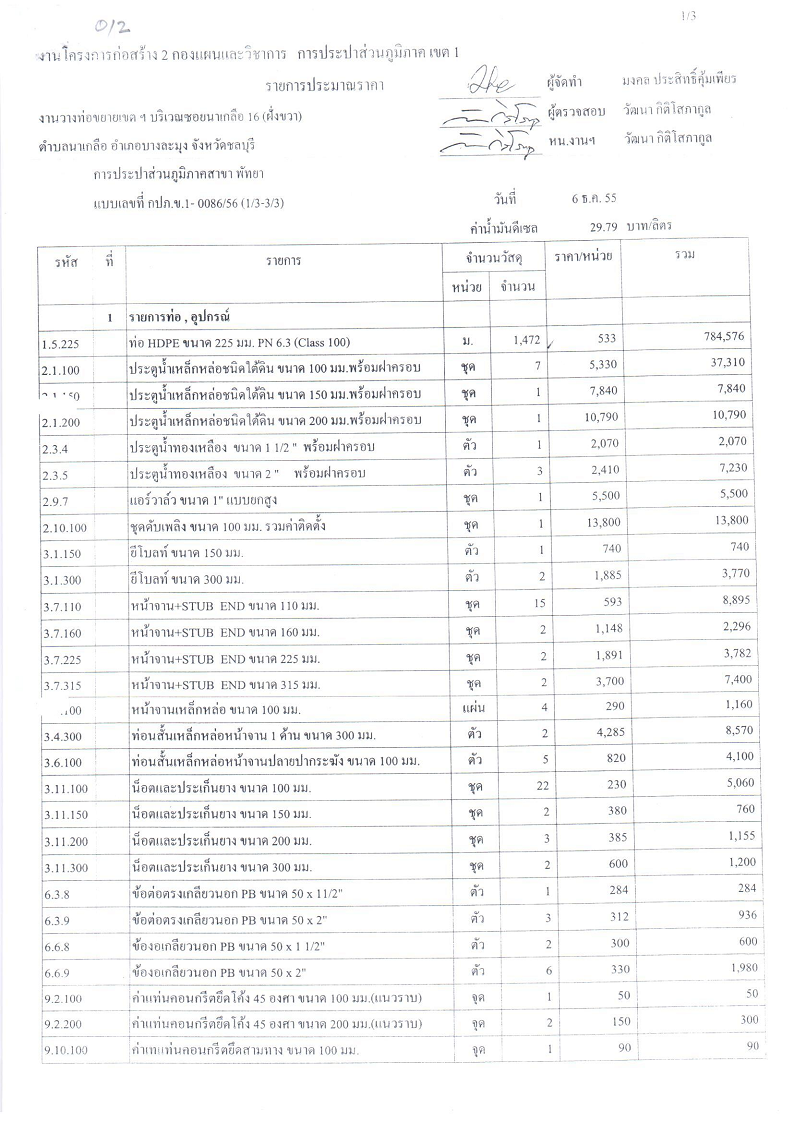 1/3
0/2
งานโครงการก่อสร้าง 2 กองแผนและวิชาการ การประปาส่วนภูมิภาค เขต 1
รายการประมาณราคา ผู้จัดทำ มงคล ประสิทธิ์คุ้มเพียร
งานวางท่อขยายเขต ฯ บริเวณซอยนาเกลือ 16 (ฝั่งขวา) ผู้ตรวจสอบ วัฒนา กิติโสภากูล
ตำบลนาเกลือ อำเภอบางละมุง จังหวัดชลบุรี หน.งานฯ วัฒนา กิติโสภากูล
การประปาส่วนภูมิภาคสาขา พัทยา
แบบเลขที่ กปภ.ข.1- 0086/56 (1/3-3/3) วันที่ 6 ธ.ค. 55
ค่าน้ำมันดีเซล 29.79 บาท/ลิตร
รหัส ที่ รายการ จำนวนวัสดุ ราคา/หน่วย รวม
หน่วย จำนวน
1 รายการท่อ , อุปกรณ์
1.5.225 ท่อ HDPE ขนาด 225 มม. PN 6.3 (Class 100) ม. 1,472 533 784,576
2.1.100 ประตูน้ำเหล็กหล่อชนิดใต้ดิน ขนาด 100 มม.พร้อมฝาครอบ ชุด 7 5,330 37,310
ประตูน้ำเหล็กหล่อชนิดใต้ดิน ขนาด 150 มม.พร้อมฝาครอบ ชุด 1 7,840 7,840
2.1.200 ประตูน้ำเหล็กหล่อชนิดใต้ดิน ขนาด 200 มม.พร้อมฝาครอบ ชุด 1 10,790 10,790
2.3.4 ประตูน้ำทองเหลือง ขนาด 1 1/2 " พร้อมฝาครอบ ตัว 1 2,070 2,070
2.3.5 ประตูน้ำทองเหลือง ขนาด 2 " พร้อมฝาครอบ ตัว 3 2,410 7,230
2.9.7 แอร์วาล์ว ขนาด 1" แบบยกสูง ชุด 1 5,500 5,500
2.10.100 ชุดดับเพลิง ขนาด 100 มม. รวมค่าติดตั้ง ชุด 1 13,800 13,800
3.1.150 ยีโบลท์ ขนาด 150 มม. ตัว 1 740 740
3.1.300 ยีโบลท์ ขนาด 300 มม. ตัว 2 1,885 3,770
3.7.110 หน้าจาน+STUB END ขนาด 110 มม. ชุด 15 593 8,895
3.7.160 หน้าจาน+STUB END ขนาด 160 มม. ชุด 2 1,148 2,296
3.7.225 หน้าจาน+STUB END ขนาด 225 มม. ชุด 2 1,891 3,782
3.7.315 หน้าจาน+STUB END ขนาด 315 มม. ชุด 2 3,700 7,400
หน้าจานเหล็กหล่อ ขนาด 100 มม. แผ่น 4 290 1,160
3.4.300 ท่อนสั้นเหล็กหล่อหน้าจาน 1 ด้าน ขนาด 300 มม. ตัว 2 4,285 8,570
3.6.100 ท่อนสั้นเหล็กหล่อหน้าจานปลายปากระฆัง ขนาด 100 มม. ตัว 5 820 4,100
3.11.100 น็อตและประเก็นยาง ขนาด 100 มม. ชุด 22 230 5,060
3.11.150 น็อตและประเก็นยาง ขนาด 150 มม. ชุด 2 380 760
3.11.200 น็อตและประเก็นยาง ขนาด 200 มม. ชุด 3 385 1,155
3.11.300 น็อตและประเก็นยาง ขนาด 300 มม. ชุด 2 600 1,200
6.3.8 ข้อต่อตรงเกลียวนอก PB ขนาด 50 x 11/2" ตัว 1 284 284
6.3.9 ข้อต่อตรงเกลียวนอก PB ขนาด 50 x 2" ตัว 3 312 936
6.6.8 ข้องอเกลียวนอก PB ขนาด 50 x 1 1/2" ตัว 2 300 600
6.6.9 ข้องอเกลียวนอก PB ขนาด 50 x 2" ตัว 6 330 1,980
9.2.100 ค่าแท่นคอนกรีตยึดโค้ง 45 องศา ขนาด 100 มม.(แนวราบ) จุด 1 50 50
9.2.200 ค่าแท่นคอนกรีตยึดโค้ง 45 องศา ขนาด 200 มม.(แนวราบ) จุด 2 150 300
9.10.100 ค่าเทแท่นคอนกรีตยึดสามทาง ขนาด 100 มม. จุด 1 90 90